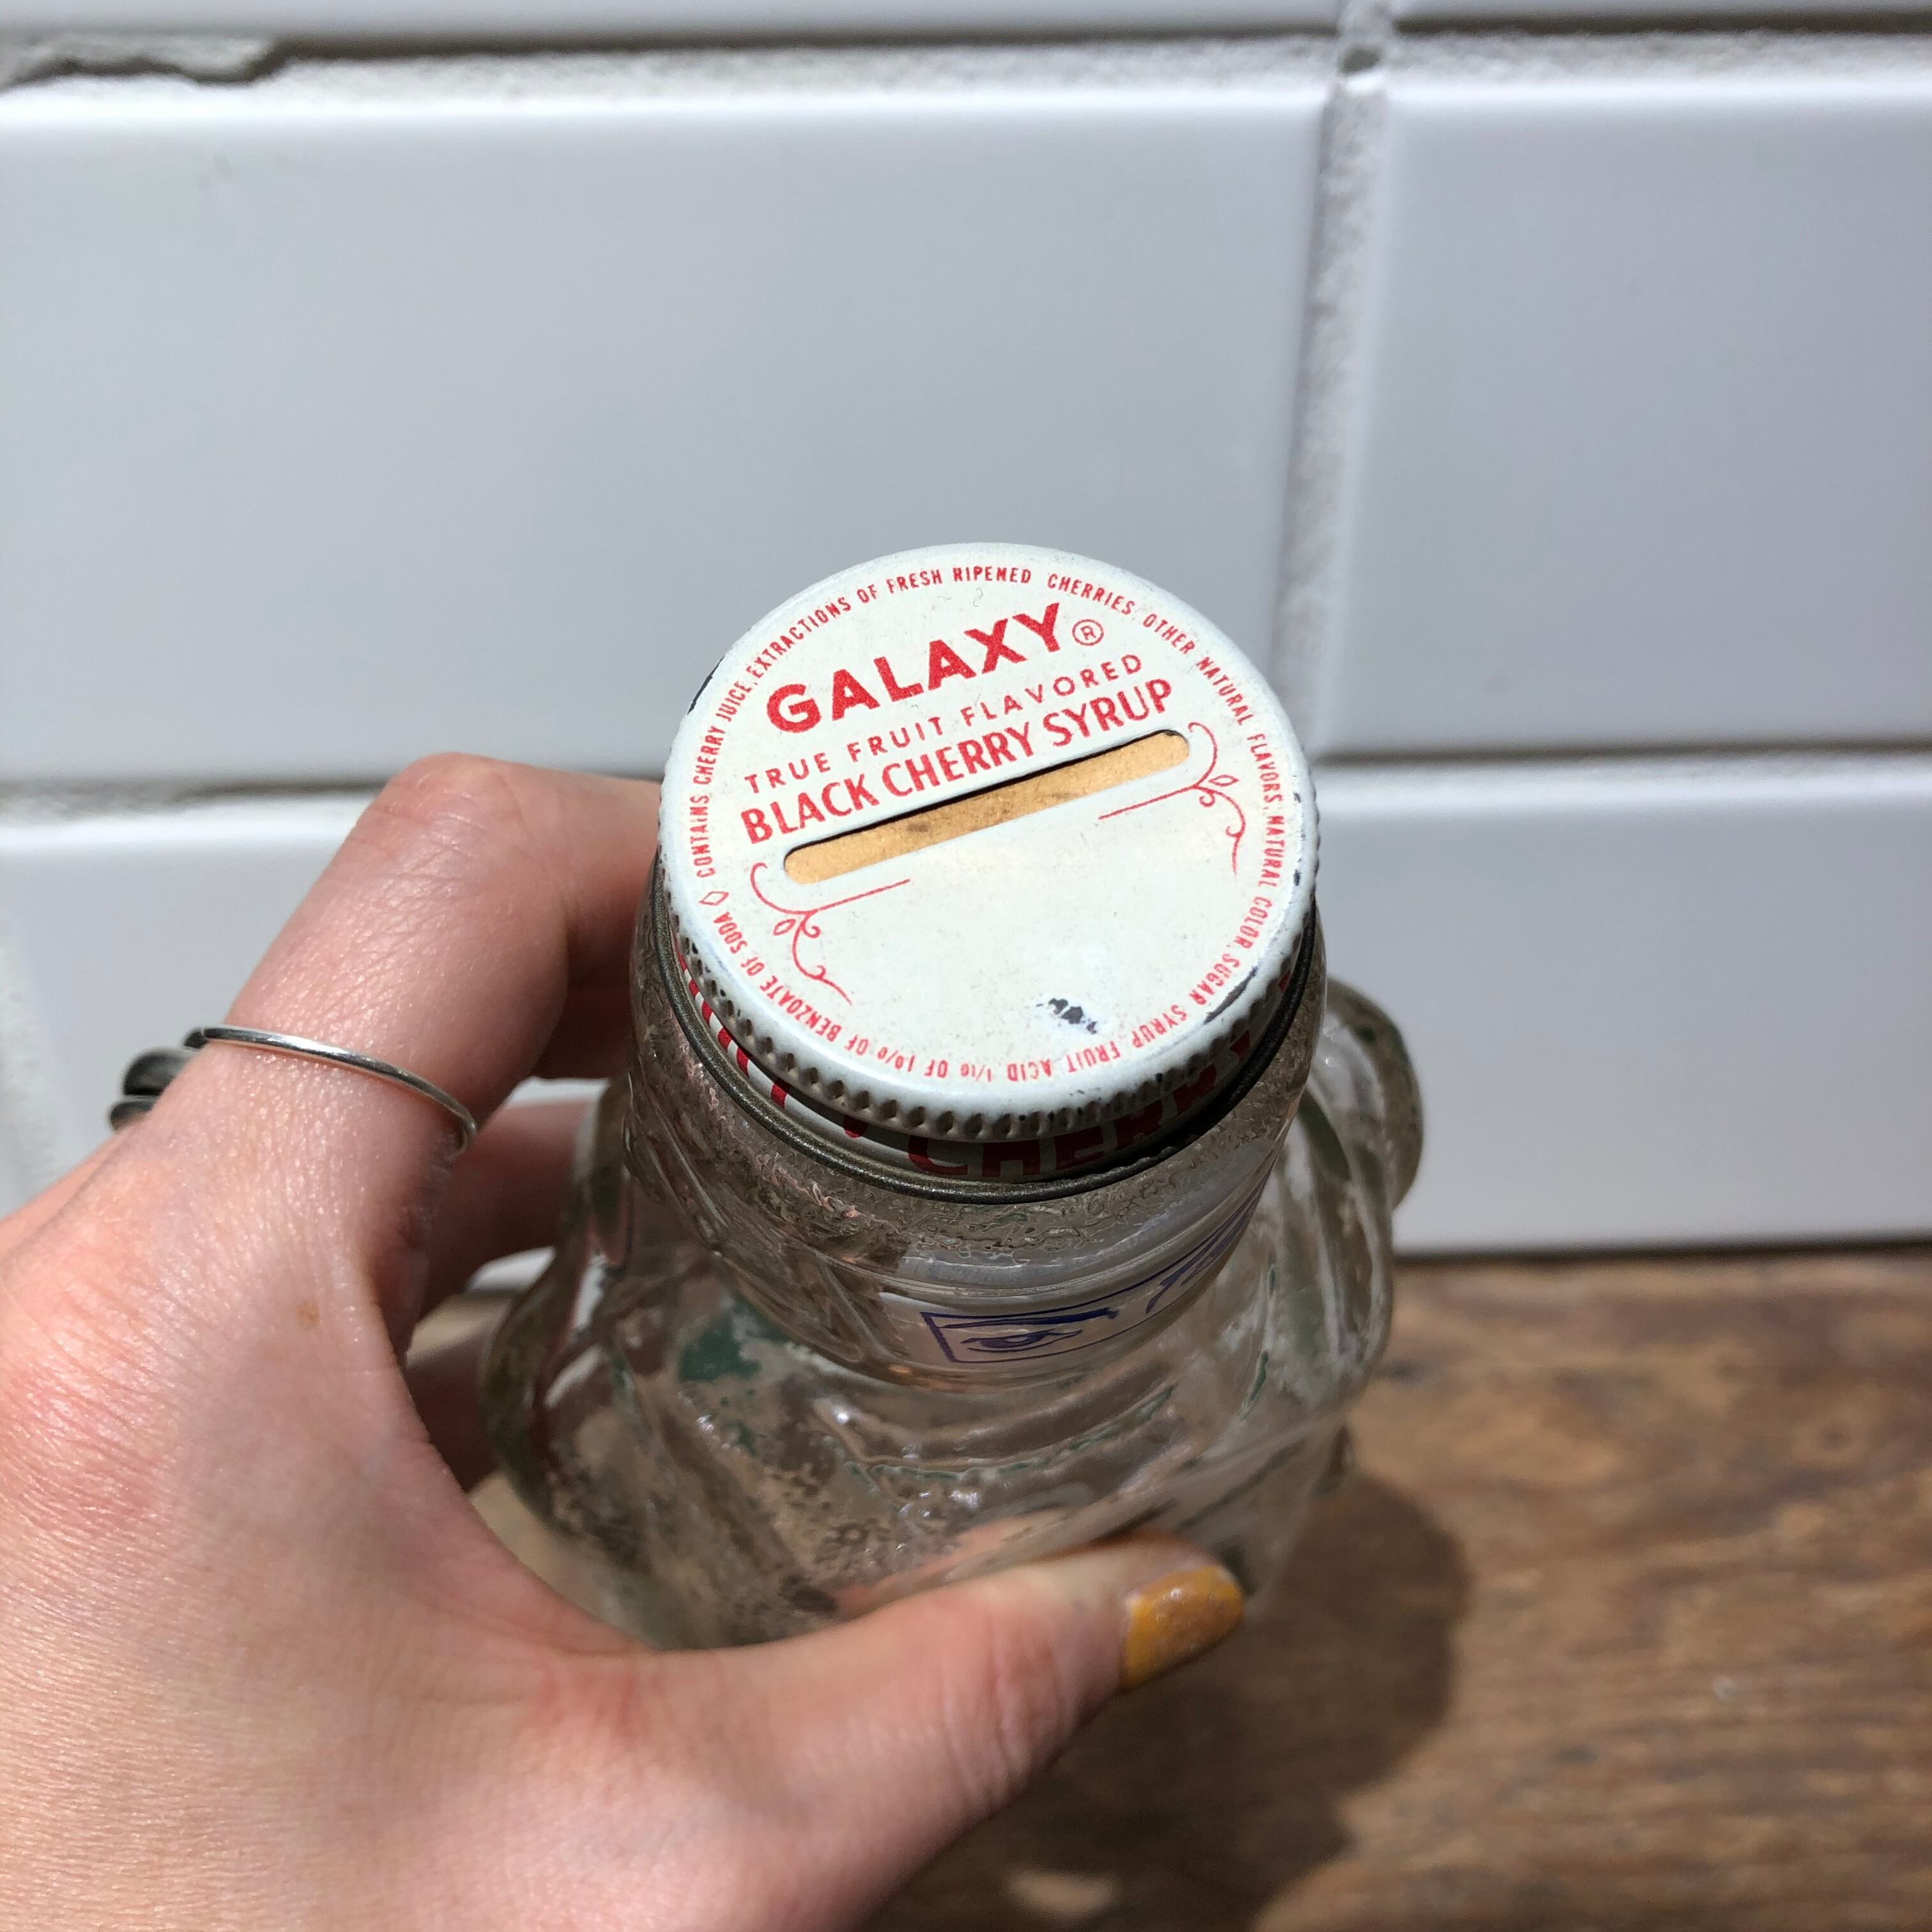 GALAXY®
TRUE FRUIT FLAVORED
BLACK CHERRY SYRUP
◇ CONTAINS CHERRY JUICE, EXTRACTIONS OF FRESH RIPENED CHERRIES, OTHER NATURAL FLAVORS, NATURAL COLOR, SUGAR SYRUP FRUIT ACID 1/10 OF 1% OF BENZOATE OF SODA
CHERRY